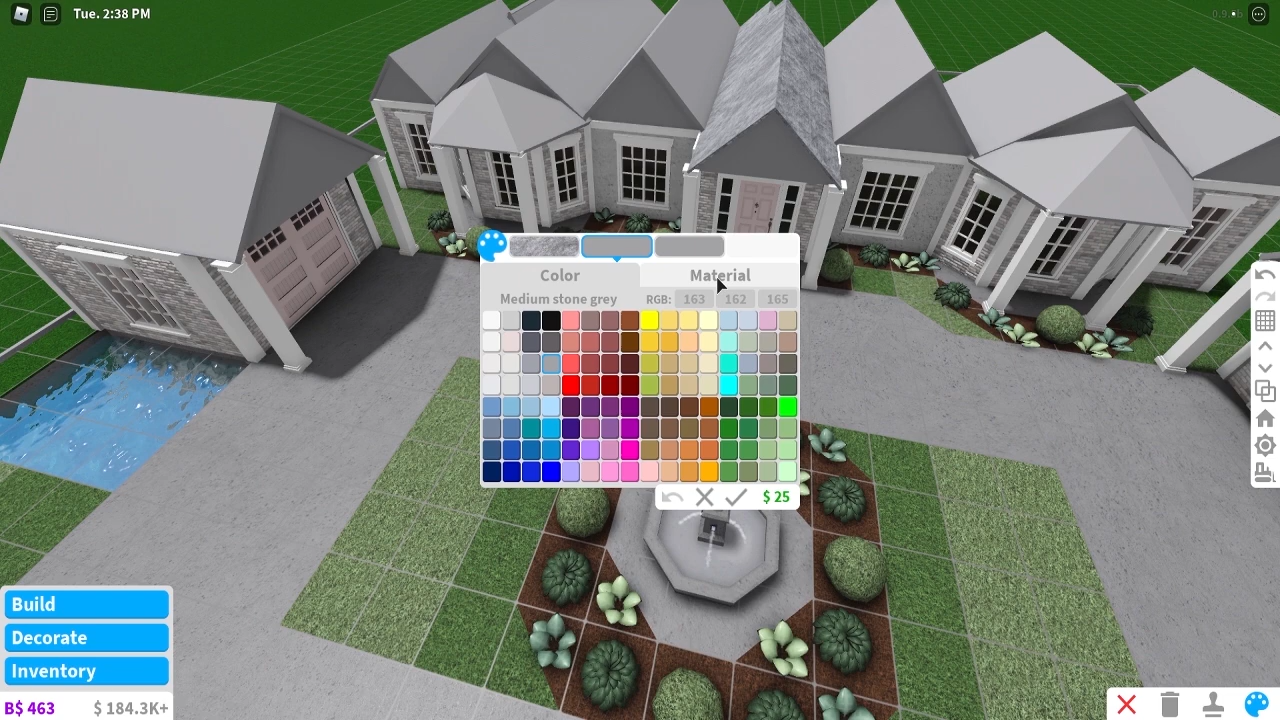 Tue. 2:38 PM
Color
Material
Medium stone grey
RGB: 163 162 165
$ 25
Build
Decorate
Inventory
B$ 463
$ 184.3K+